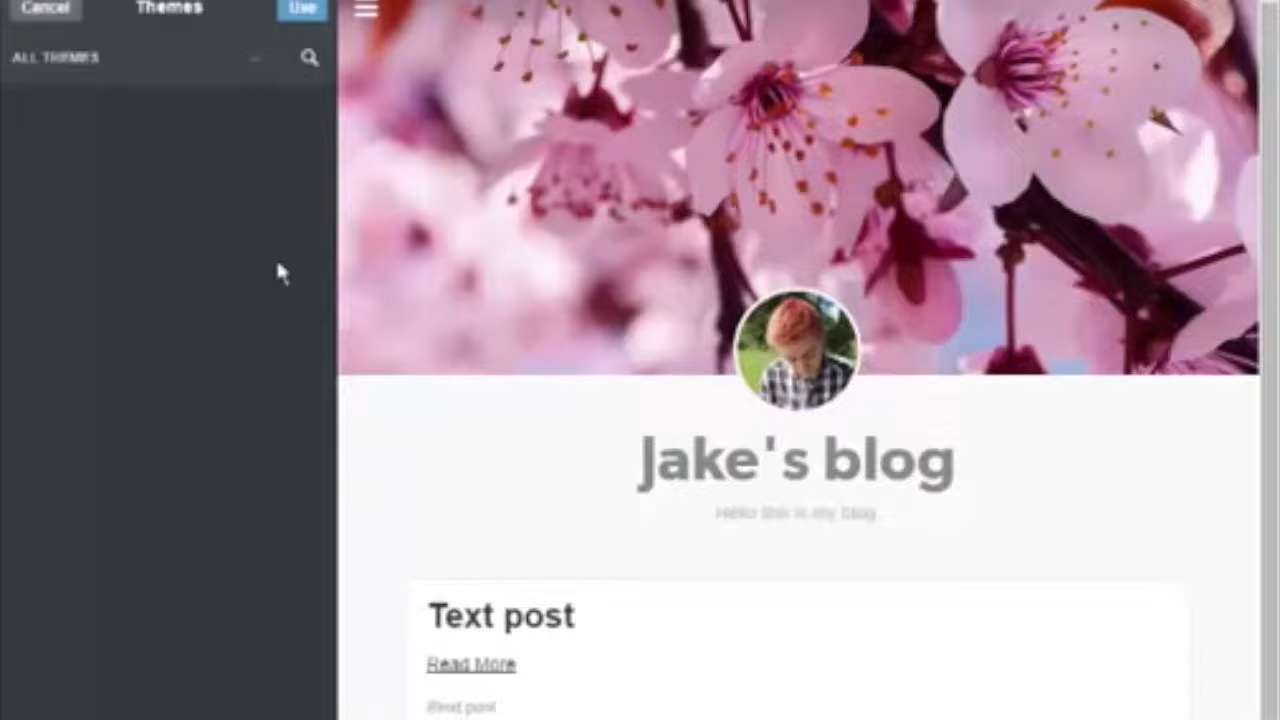 Cancel Themes Use
ALL THEMES
Jake's blog
Hello this is my blog
Text post
Read More